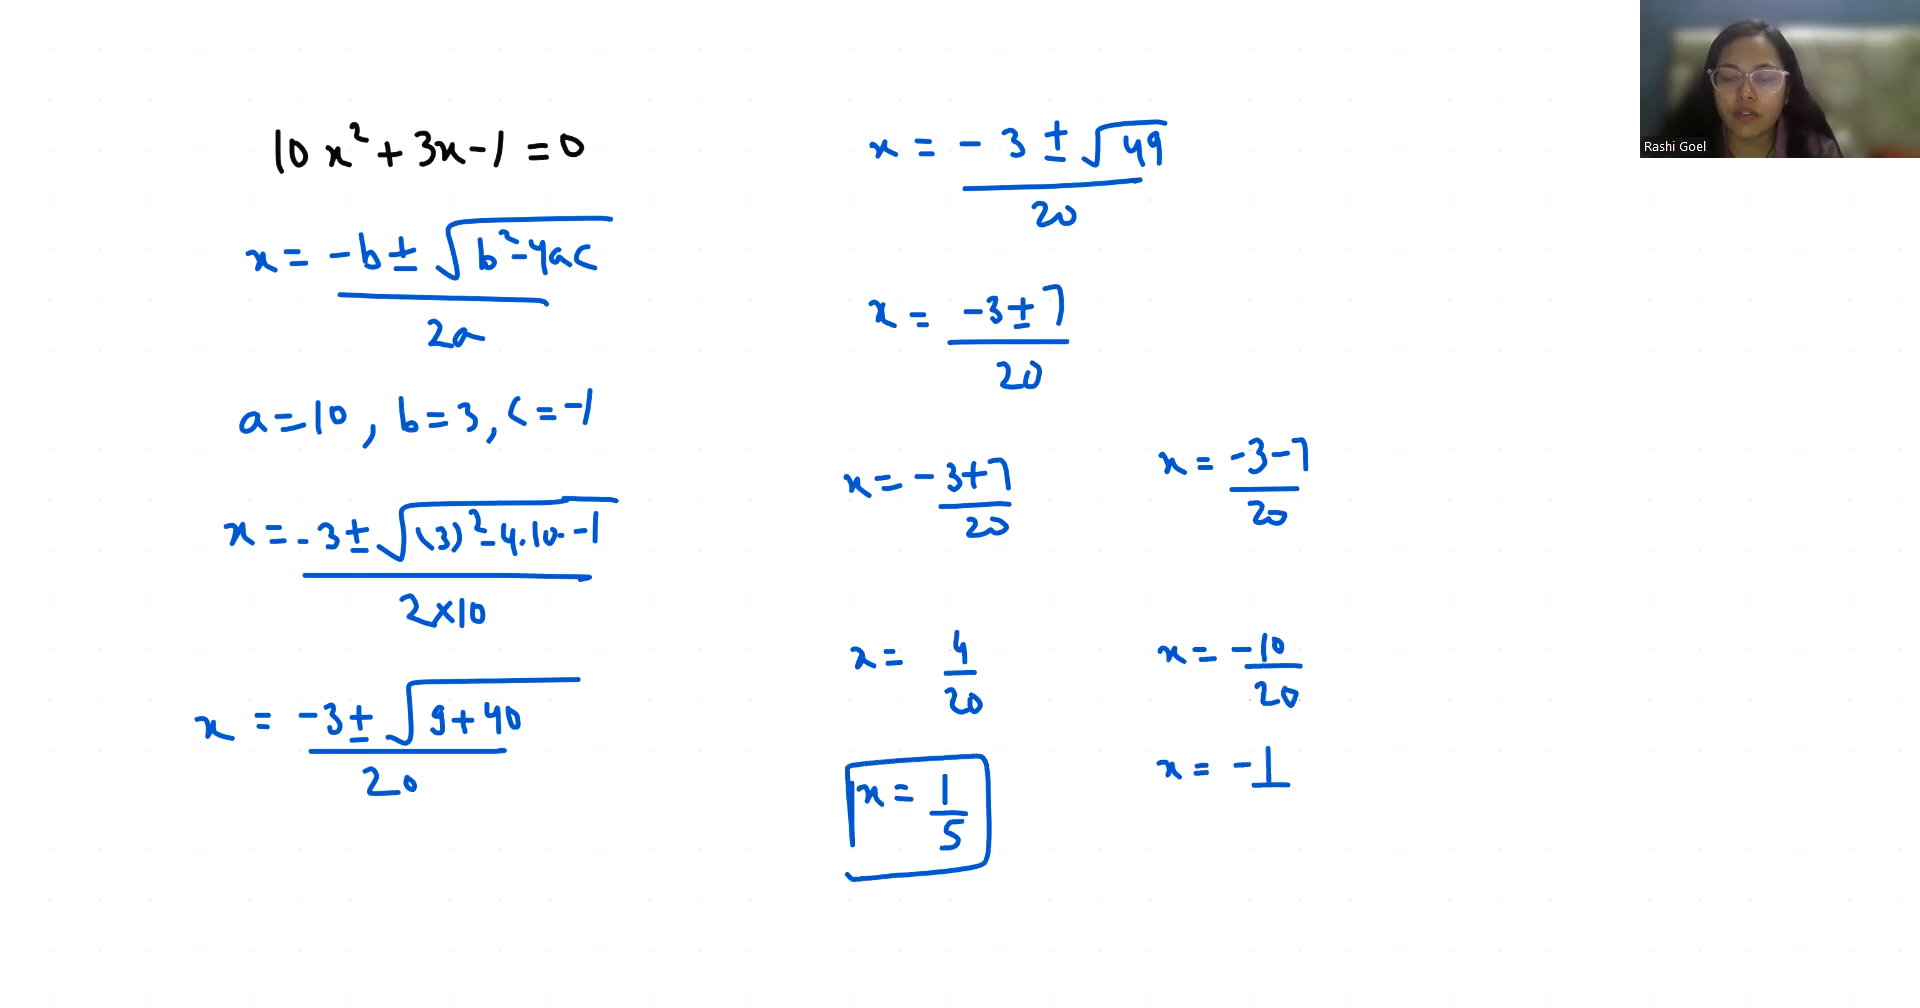 10x² + 3x - 1 = 0
x = -b ± √(b² - 4ac) / 2a
a = 10, b = 3, c = -1
x = -3 ± √((3)² - 4·10·-1) / 2×10
x = -3 ± √(9 + 40) / 20
x = -3 ± √49 / 20
x = -3 ± 7 / 20
x = -3 + 7 / 20
x = -3 - 7 / 20
x = 4 / 20
x = -10 / 20
x = 1 / 5
x = -1
Rashi Goel